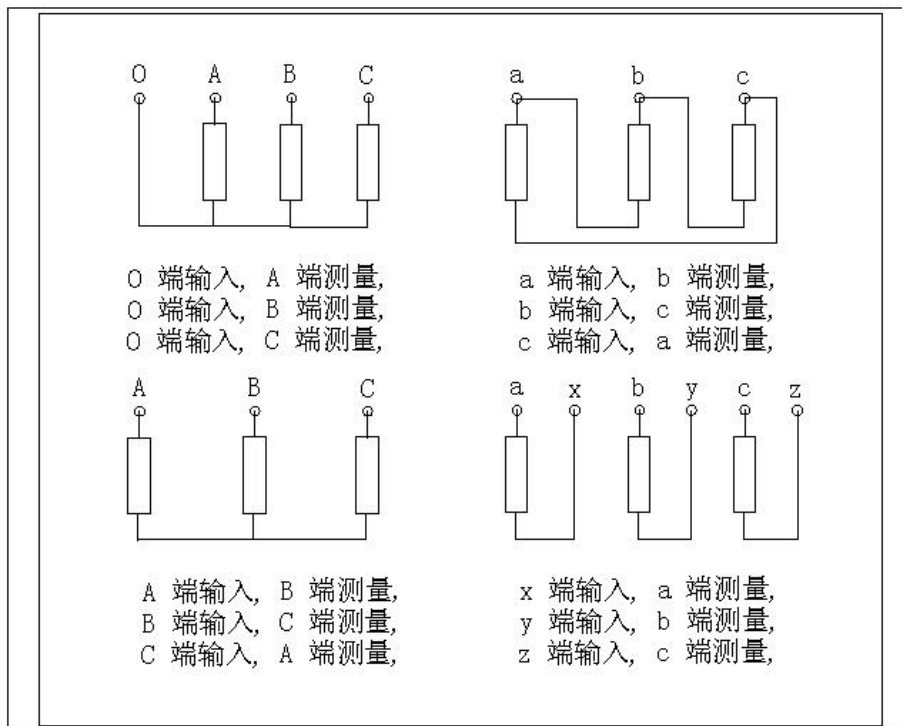 O A B C
O 端输入, A 端测量,
O 端输入, B 端测量,
O 端输入, C 端测量,
a b c
a 端输入, b 端测量,
b 端输入, c 端测量,
c 端输入, a 端测量,
A B C
A 端输入, B 端测量,
B 端输入, C 端测量,
C 端输入, A 端测量,
a x b y c z
x 端输入, a 端测量,
y 端输入, b 端测量,
z 端输入, c 端测量,